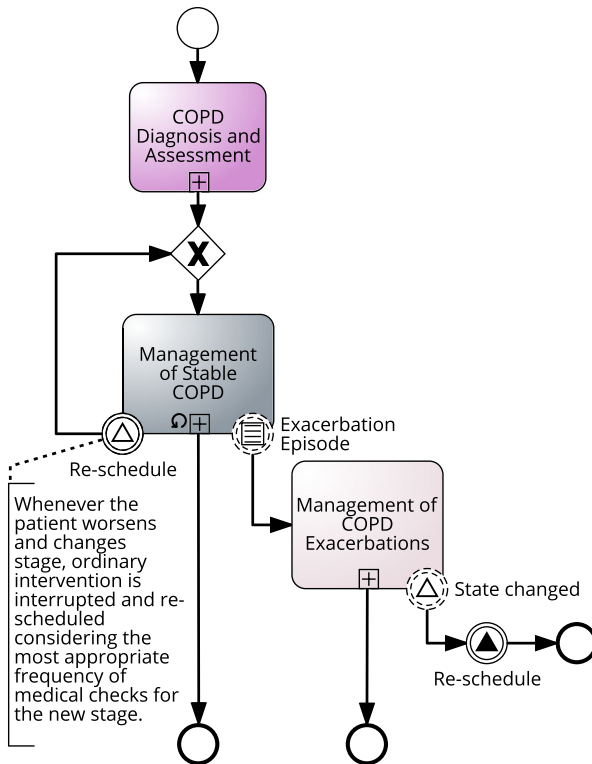 COPD
Diagnosis and
Assessment
X
Management
of Stable
COPD
Exacerbation
Episode
Re-schedule
Management of
COPD
Exacerbations
State changed
Re-schedule
Whenever the
patient worsens
and changes
stage, ordinary
intervention is
interrupted and re-
scheduled
considering the
most appropriate
frequency of
medical checks for
the new stage.